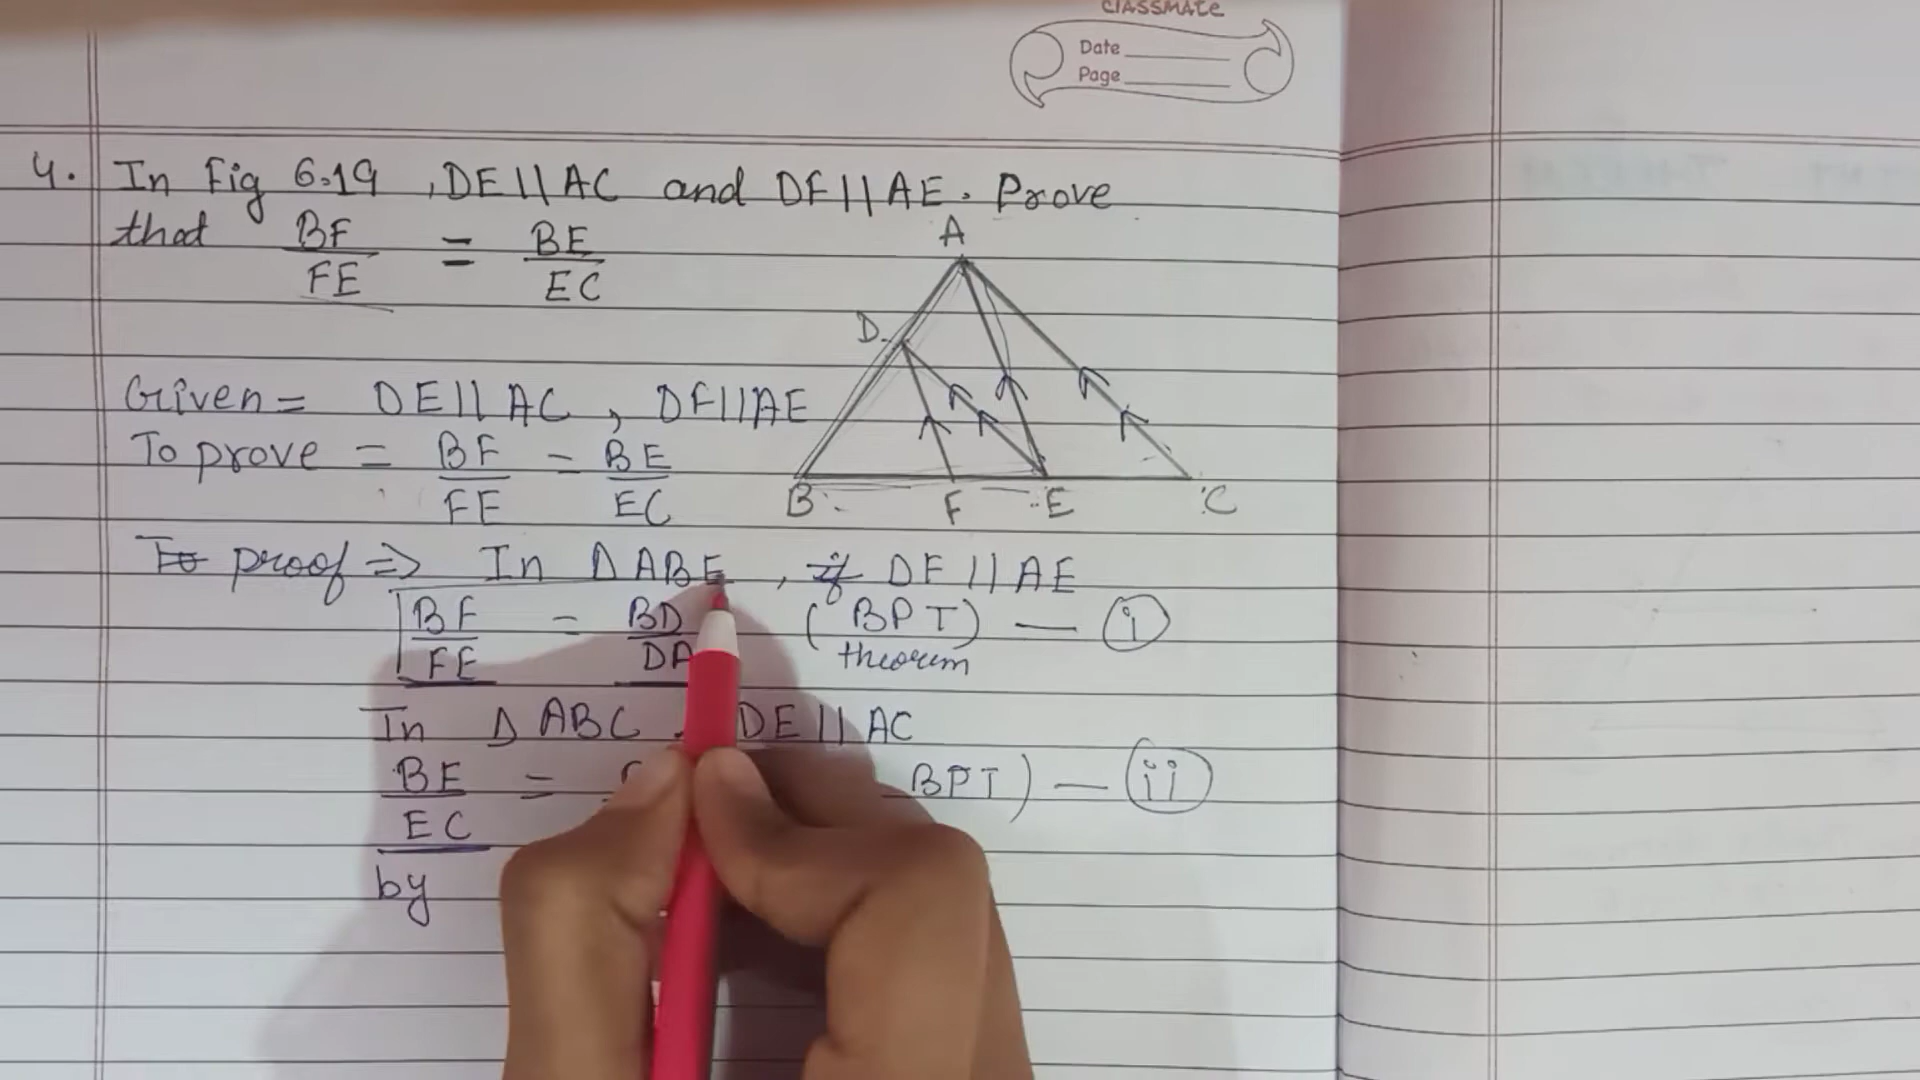 classmate
Date
Page
4. In Fig 6.19, DE||AC and DF||AE. Prove
that BF/FE = BE/EC
A
D
B F E C
Given = DE||AC, DF||AE
To prove = BF/FE = BE/EC
proof => In Δ ABE, DF||AE
BF/FE = BD/DA (BPT) — (i)
theorem
In Δ ABC, DE||AC
BE/EC = BPT) — (ii)
by